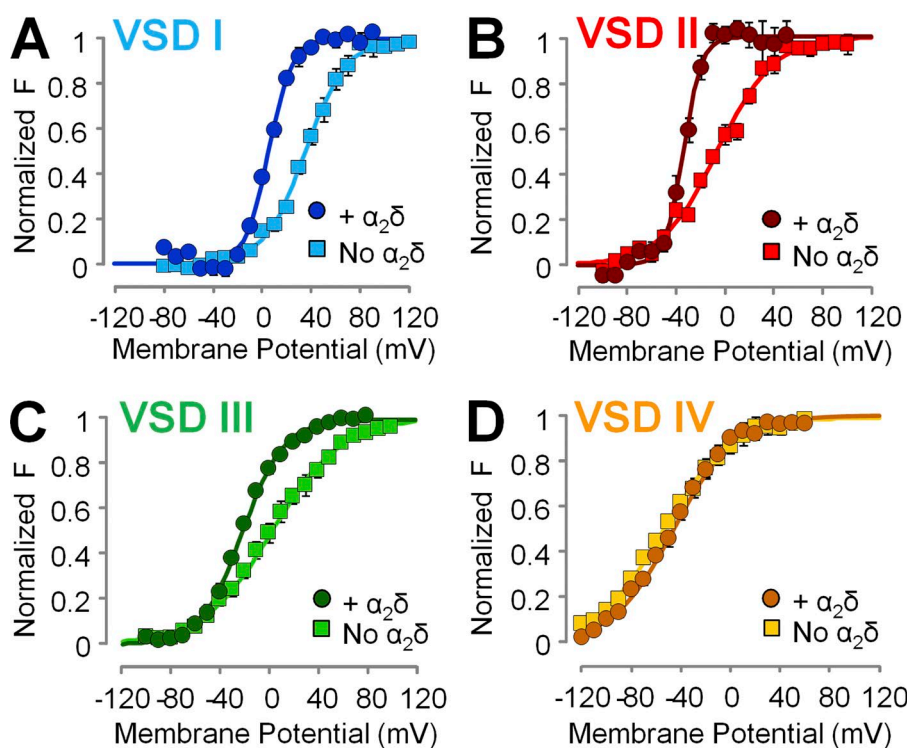 A VSD I
Normalized F
1
0.8
0.6
0.4
0.2
0
+ α₂δ
No α₂δ
-120 -80 -40 0 40 80 120
Membrane Potential (mV)
B VSD II
Normalized F
1
0.8
0.6
0.4
0.2
0
+ α₂δ
No α₂δ
-120 -80 -40 0 40 80 120
Membrane Potential (mV)
C VSD III
Normalized F
1
0.8
0.6
0.4
0.2
0
+ α₂δ
No α₂δ
-120 -80 -40 0 40 80 120
Membrane Potential (mV)
D VSD IV
Normalized F
1
0.8
0.6
0.4
0.2
0
+ α₂δ
No α₂δ
-120 -80 -40 0 40 80 120
Membrane Potential (mV)